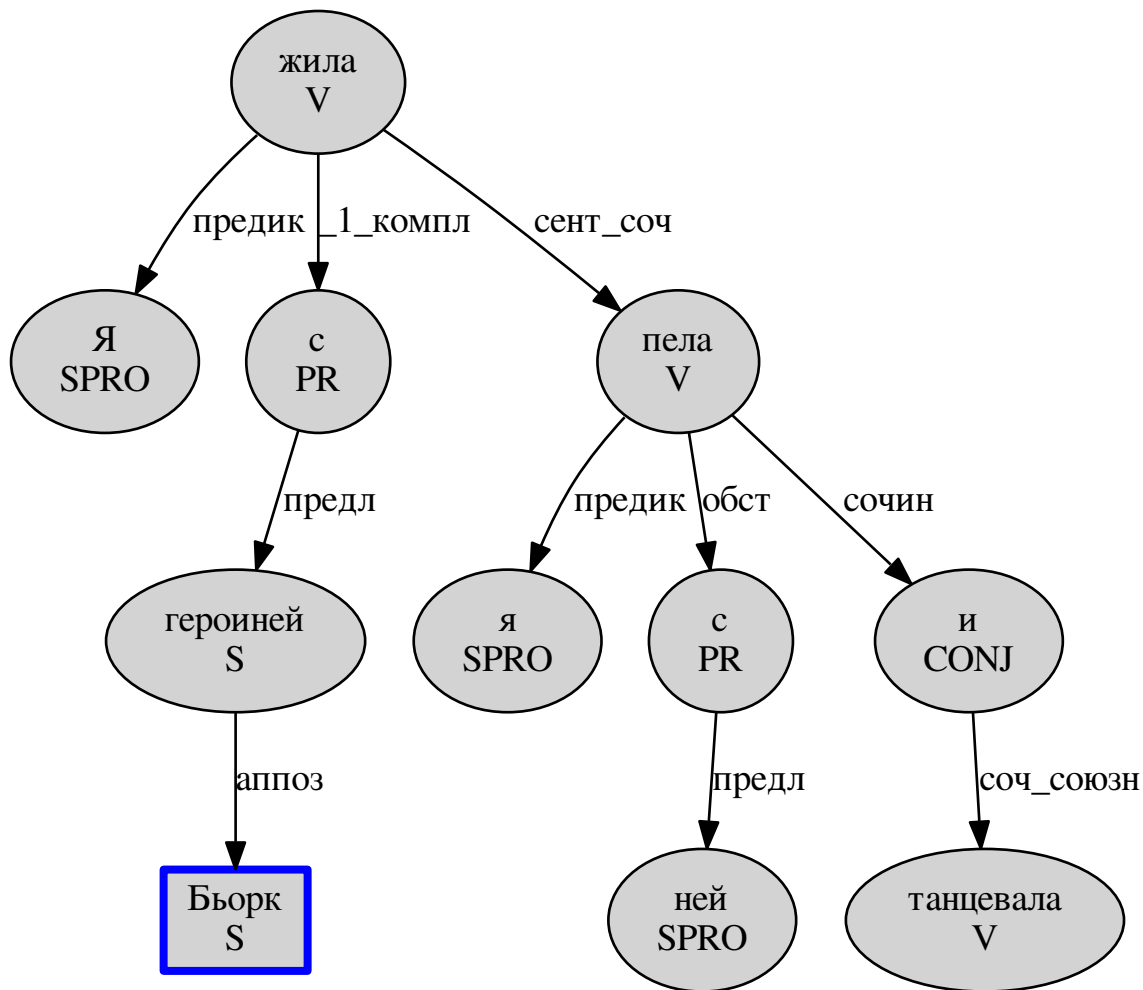 жила
V
предик
_1_компл
сент_соч
Я
SPRO
с
PR
пела
V
предл
предик
обст
сочин
героиней
S
я
SPRO
с
PR
и
CONJ
аппоз
предл
соч_союзн
Бьорк
S
ней
SPRO
танцевала
V